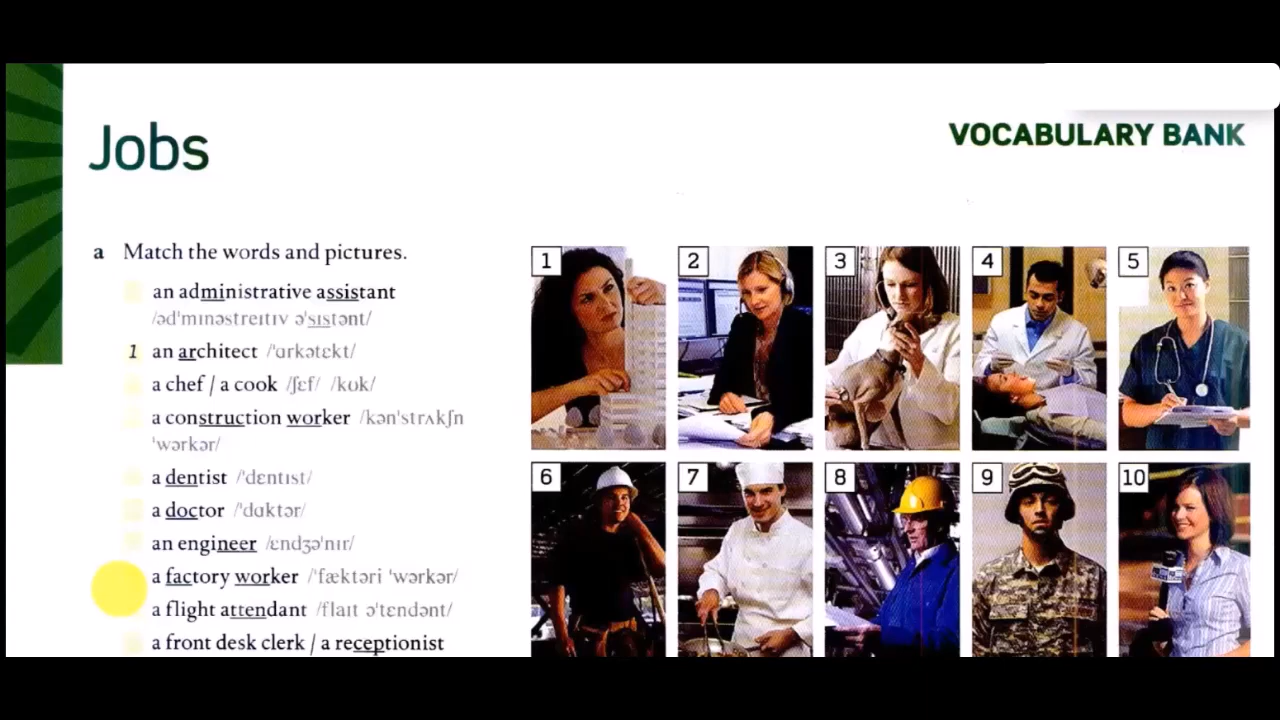 Jobs
VOCABULARY BANK
a Match the words and pictures.
an administrative assistant
/əd'mɪnəstreɪtɪv ə'sɪstənt/
1 an architect /'ɑrkətɛkt/
a chef / a cook /ʃɛf/ /kʊk/
a construction worker /kən'strʌkʃn
'wərkər/
a dentist /'dɛntɪst/
a doctor /'dɑktər/
an engineer /ɛndʒə'nɪr/
a factory worker /'fæktəri 'wərkər/
a flight attendant /flaɪt ə'tɛndənt/
a front desk clerk / a receptionist
1 2 3 4 5
6 7 8 9 10